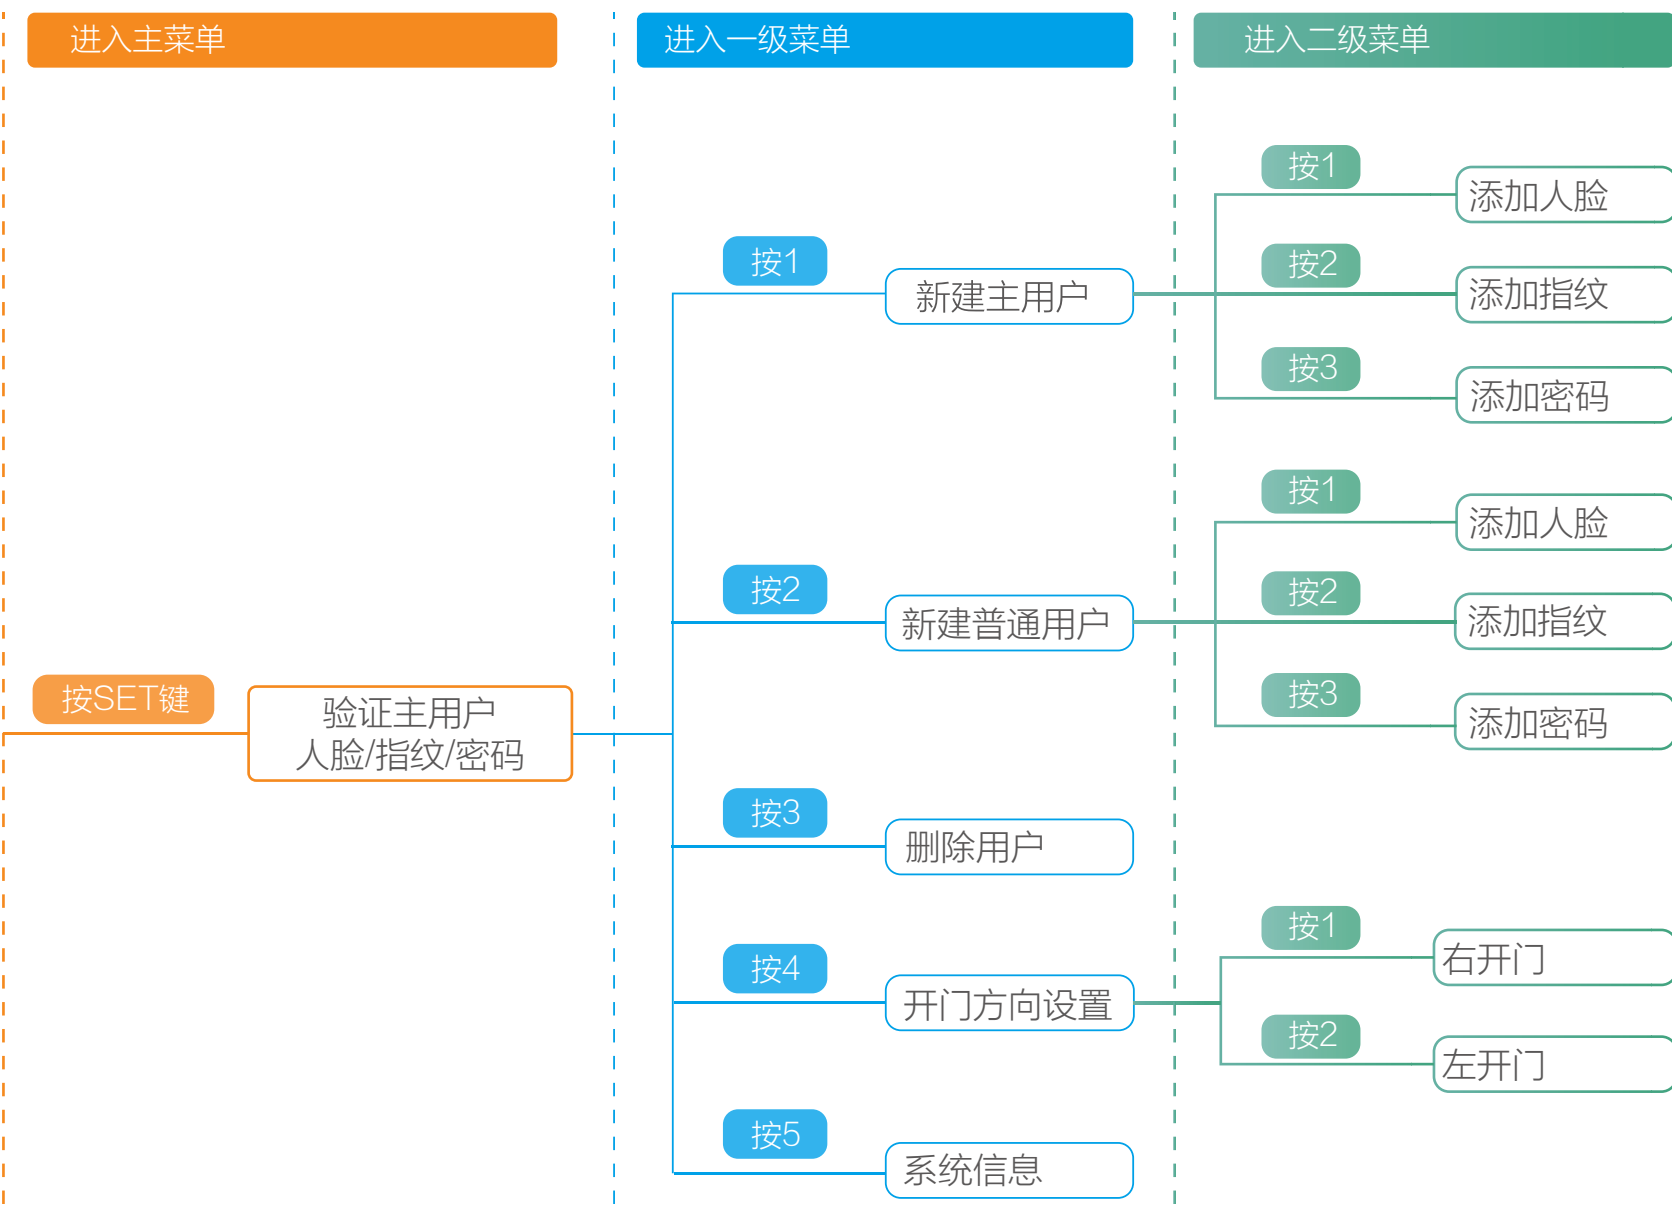 进入主菜单
进入一级菜单
进入二级菜单
按SET键
验证主用户
人脸/指纹/密码
按1
新建主用户
按1
添加人脸
按2
添加指纹
按3
添加密码
按2
新建普通用户
按1
添加人脸
按2
添加指纹
按3
添加密码
按3
删除用户
按4
开门方向设置
按1
右开门
按2
左开门
按5
系统信息